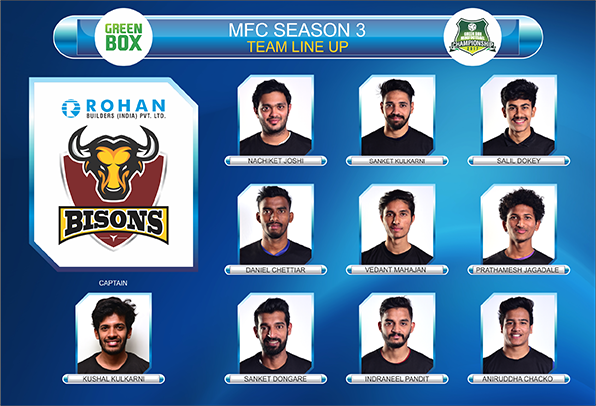 GREEN
BOX
MFC SEASON 3
TEAM LINE UP
CHAMPIONSHIP
ROHAN
BUILDERS (INDIA) PVT. LTD.
BISONS
NACHIKET JOSHI
SANKET KULKARNI
SALIL DOKEY
DANIEL CHETTIAR
VEDANT MAHAJAN
PRATHAMESH JAGADALE
CAPTAIN
KUSHAL KULKARNI
SANKET DONGARE
INDRANEEL PANDIT
ANIRUDDHA CHACKO